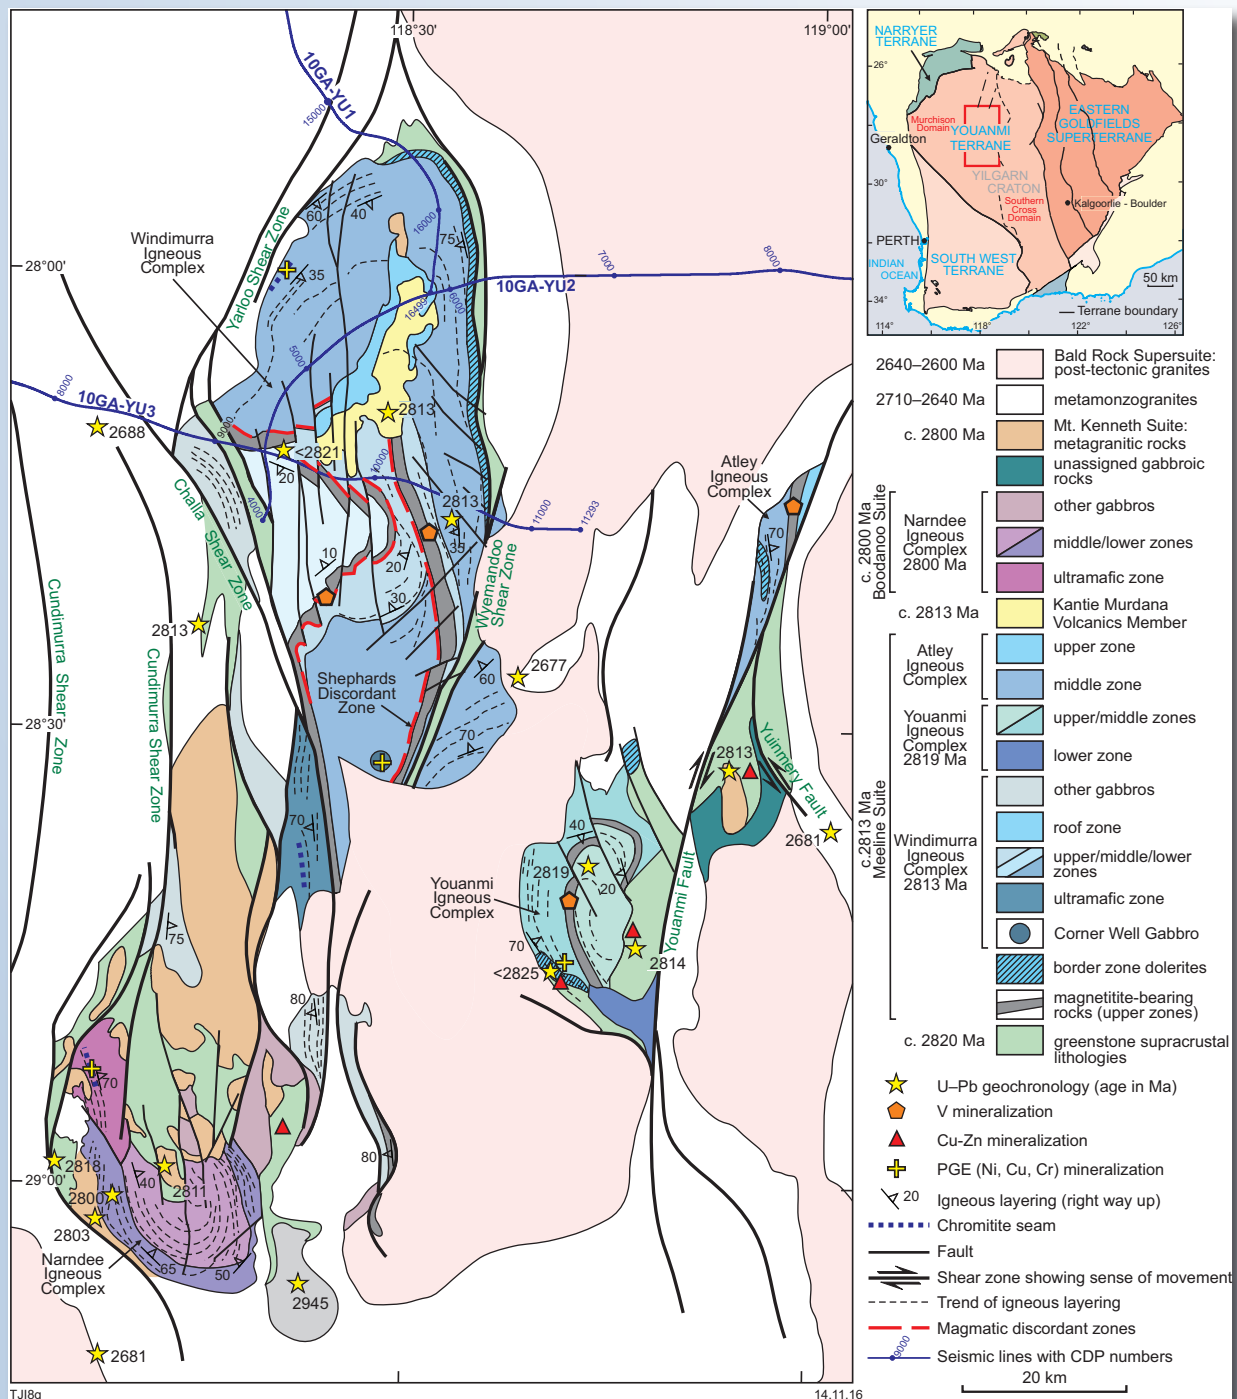 118°30'
119°00'
28°00'
28°30'
29°00'
10GA-YU1
15000
16000
16499
10GA-YU2
5000
6000
7000
8000
4000
10GA-YU3
8000
9000
10000
11000
11293
Windimurra
Igneous
Complex
Yarloo Shear Zone
60
40
35
75
2813
<2821
20
2688
2813
35
10
20
30
Challa Shear Zone
Wyemandoo
Shear Zone
2813
Cundimurra Shear Zone
Cundimurra Shear Zone
Shephards
Discordant
Zone
60
70
2677
Atley
Igneous
Complex
70
2813
Yuinmery Fault
2681
Youanmi Fault
70
Youanmi
Igneous
Complex
40
2819
20
70
<2825
2814
75
80
80
70
2818
2800
2803
2811
40
65
50
Narndee
Igneous
Complex
2945
2681
TJI8g
14.11.16
NARRYER
TERRANE
26°
30°
34°
114°
118°
122°
126°
Murchison
Domain
YOUANMI
TERRANE
EASTERN
GOLDFIELDS
SUPERTERRANE
Geraldton
YILGARN
CRATON
Southern
Cross
Domain
Kalgoorlie - Boulder
PERTH
INDIAN
OCEAN
SOUTH WEST
TERRANE
50 km
Terrane boundary
2640–2600 Ma
Bald Rock Supersuite:
post-tectonic granites
2710–2640 Ma
metamonzogranites
c. 2800 Ma
Mt. Kenneth Suite:
metagranitic rocks
unassigned gabbroic
rocks
c. 2800 Ma
Boodanoo Suite
Narndee
Igneous
Complex
2800 Ma
other gabbros
middle/lower zones
ultramafic zone
c. 2813 Ma
Kantie Murdana
Volcanics Member
c.2813 Ma
Meeline Suite
Atley
Igneous
Complex
upper zone
middle zone
Youanmi
Igneous
Complex
2819 Ma
upper/middle zones
lower zone
Windimurra
Igneous
Complex
2813 Ma
other gabbros
roof zone
upper/middle/lower
zones
ultramafic zone
Corner Well Gabbro
border zone dolerites
magnetitite-bearing
rocks (upper zones)
c. 2820 Ma
greenstone supracrustal
lithologies
U–Pb geochronology (age in Ma)
V mineralization
Cu-Zn mineralization
PGE (Ni, Cu, Cr) mineralization
20
Igneous layering (right way up)
Chromitite seam
Fault
Shear zone showing sense of movement
Trend of igneous layering
Magmatic discordant zones
9000
Seismic lines with CDP numbers
20 km